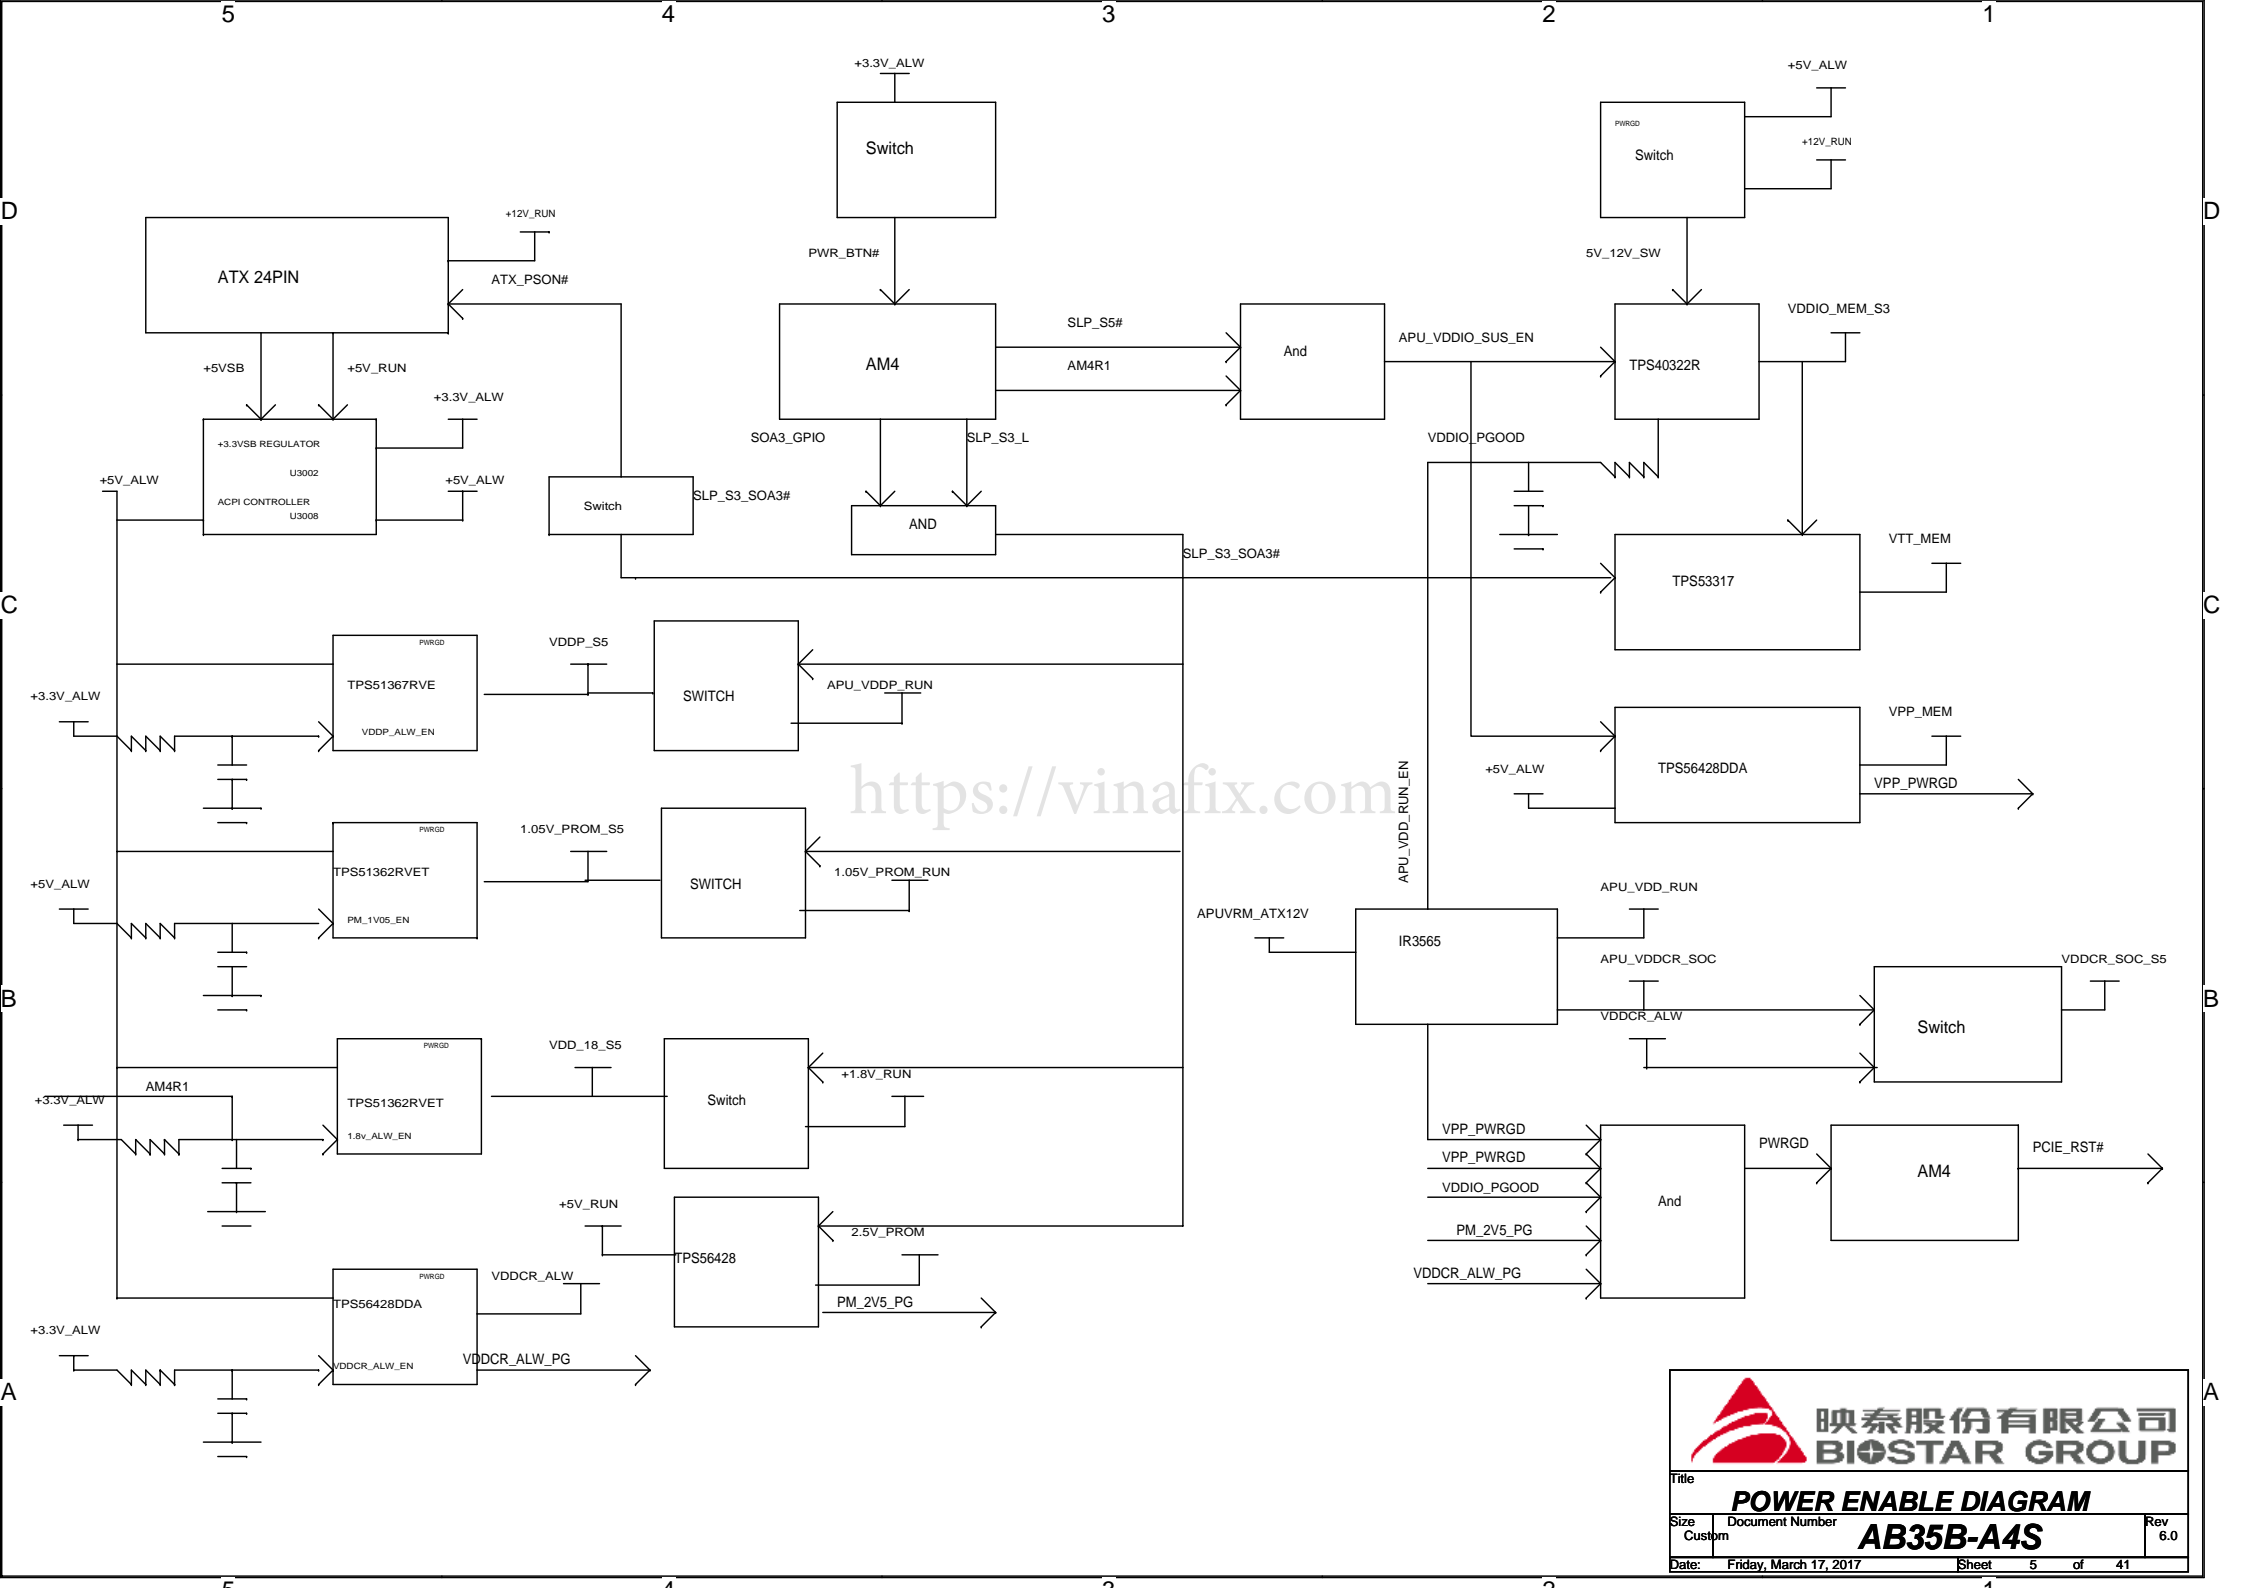 5 4 3 2 1
+3.3V_ALW
+5V_ALW
Switch
PWRGD
Switch
+12V_RUN
D
D
+12V_RUN
ATX 24PIN
ATX_PSON#
PWR_BTN#
5V_12V_SW
SLP_S5#
AM4R1
AM4
And
APU_VDDIO_SUS_EN
VDDIO_MEM_S3
TPS40322R
+5VSB
+5V_RUN
+3.3V_ALW
SOA3_GPIO
SLP_S3_L
VDDIO_PGOOD
+3.3VSB REGULATOR
U3002
ACPI CONTROLLER
U3008
+5V_ALW
+5V_ALW
Switch
SLP_S3_SOA3#
AND
SLP_S3_SOA3#
VTT_MEM
TPS53317
C
C
PWRGD
TPS51367RVE
VDDP_ALW_EN
+3.3V_ALW
VDDP_S5
SWITCH
APU_VDDP_RUN
VPP_MEM
TPS56428DDA
+5V_ALW
VPP_PWRGD
https://vinafix.com
APU_VDD_RUN_EN
PWRGD
TPS51362RVET
PM_1V05_EN
+5V_ALW
1.05V_PROM_S5
SWITCH
1.05V_PROM_RUN
APUVRM_ATX12V
IR3565
APU_VDD_RUN
APU_VDDCR_SOC
VDDCR_ALW
VDDCR_SOC_S5
Switch
B
B
PWRGD
TPS51362RVET
1.8v_ALW_EN
AM4R1
+3.3V_ALW
VDD_18_S5
Switch
+1.8V_RUN
VPP_PWRGD
VPP_PWRGD
VDDIO_PGOOD
PM_2V5_PG
VDDCR_ALW_PG
And
PWRGD
AM4
PCIE_RST#
+5V_RUN
TPS56428
2.5V_PROM
PM_2V5_PG
PWRGD
TPS56428DDA
VDDCR_ALW_EN
VDDCR_ALW
VDDCR_ALW_PG
+3.3V_ALW
A
A
映泰股份有限公司
BIOSTAR GROUP
Title
POWER ENABLE DIAGRAM
Size Document Number Rev
Custom AB35B-A4S 6.0
Date: Friday, March 17, 2017 Sheet 5 of 41
5 4 3 2 1